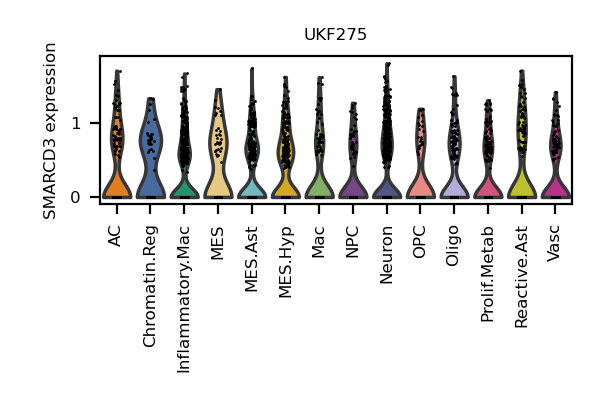 UKF275
SMARCD3 expression
1
0
AC
Chromatin.Reg
Inflammatory.Mac
MES
MES.Ast
MES.Hyp
Mac
NPC
Neuron
OPC
Oligo
Prolif.Metab
Reactive.Ast
Vasc